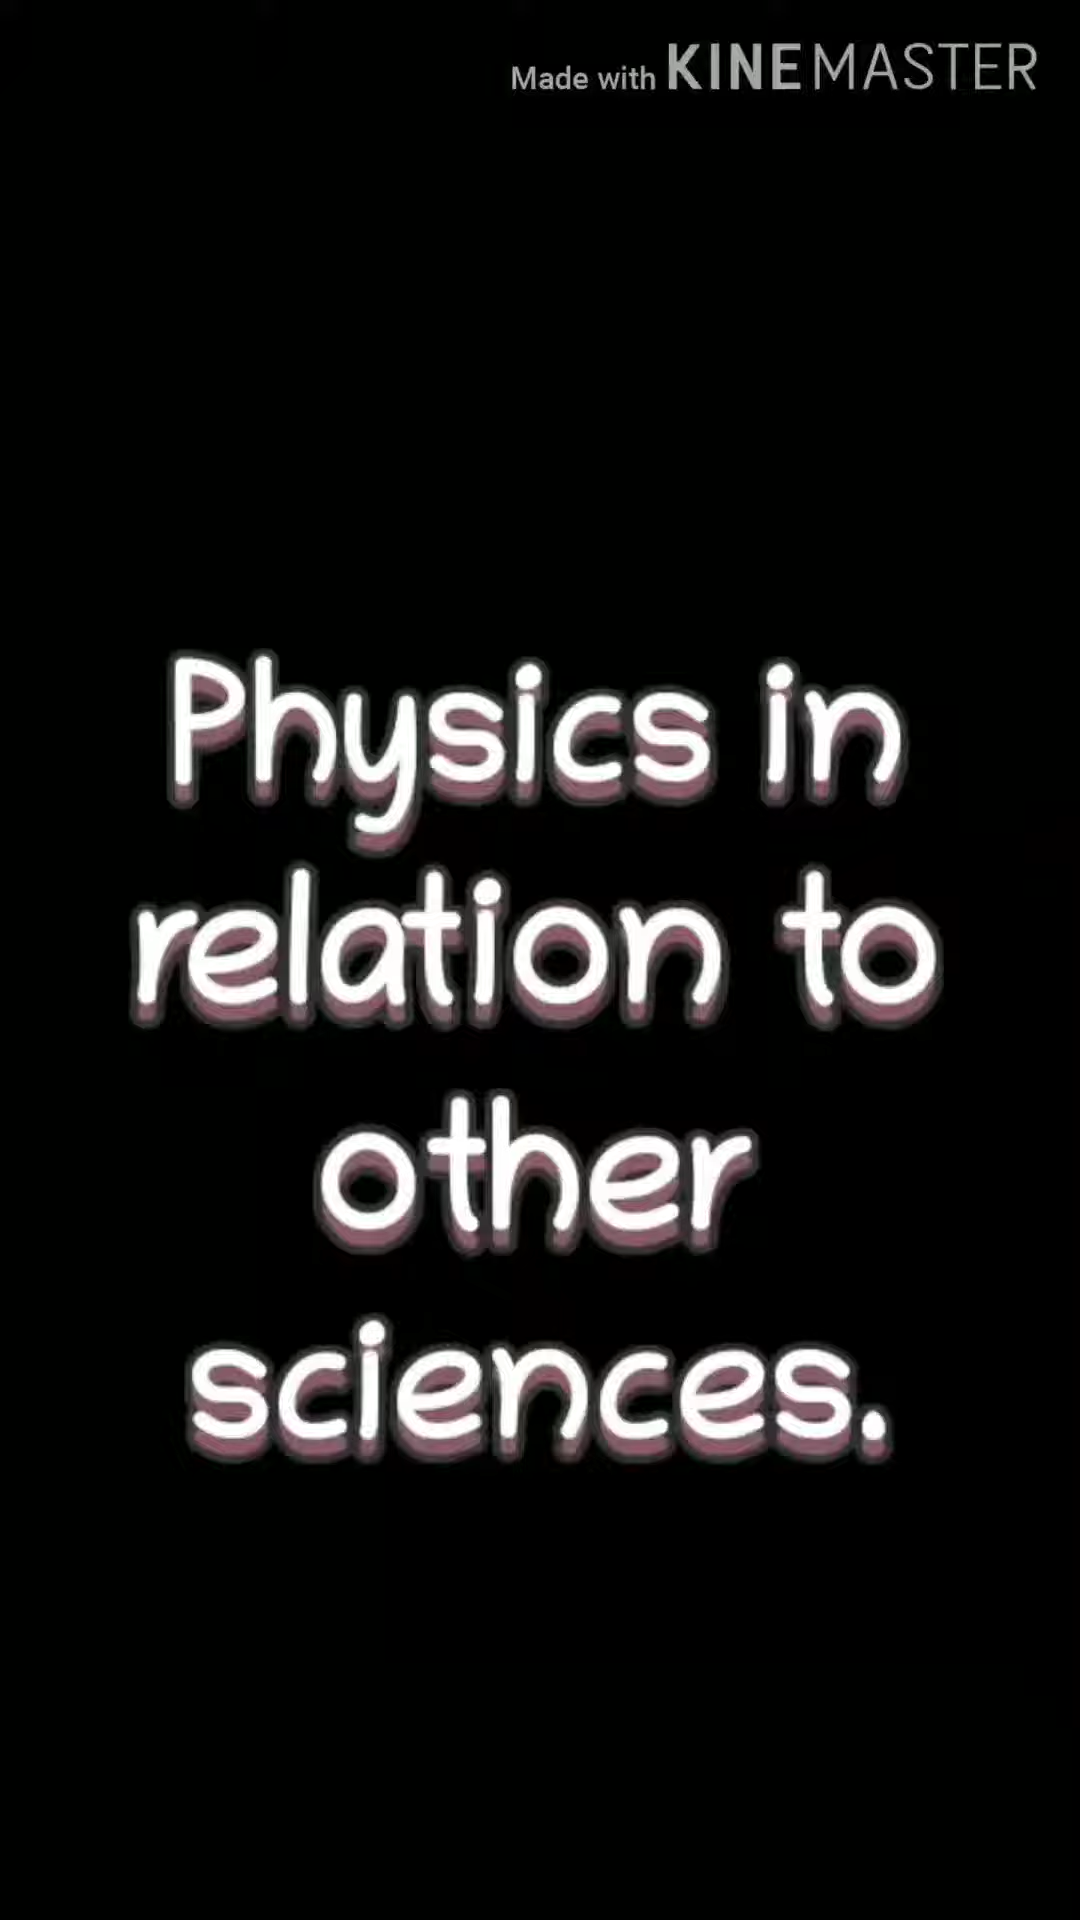 Made with KINEMASTER
Physics in
relation to
other
sciences.